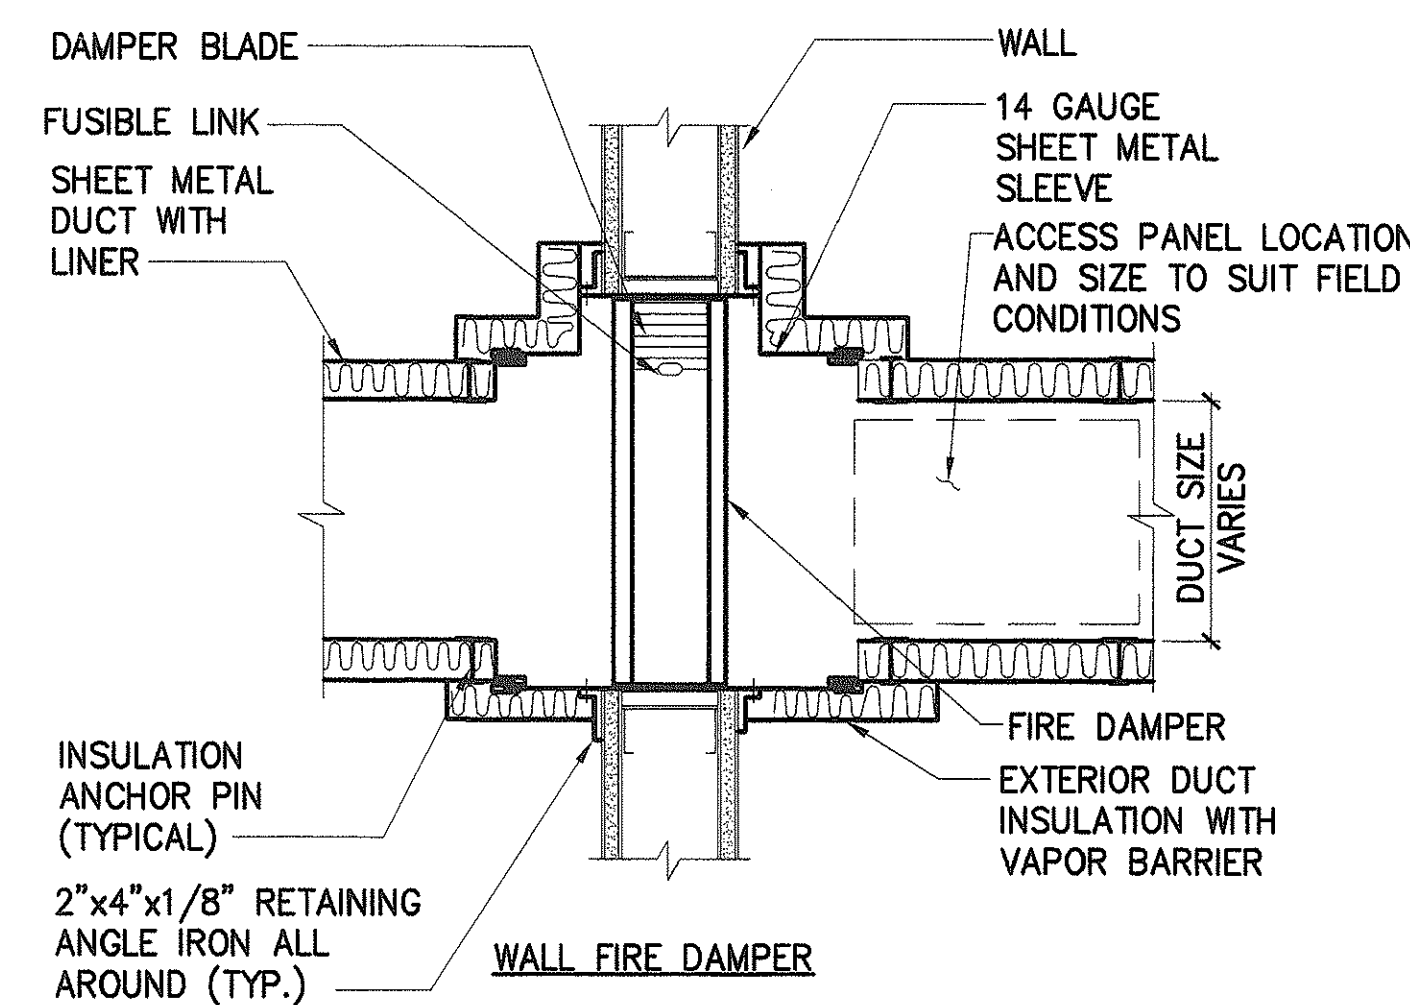 DAMPER BLADE
FUSIBLE LINK
SHEET METAL
DUCT WITH
LINER
WALL
14 GAUGE
SHEET METAL
SLEEVE
ACCESS PANEL LOCATION
AND SIZE TO SUIT FIELD
CONDITIONS
DUCT SIZE
VARIES
INSULATION
ANCHOR PIN
(TYPICAL)
2"x4"x1/8" RETAINING
ANGLE IRON ALL
AROUND (TYP.)
FIRE DAMPER
EXTERIOR DUCT
INSULATION WITH
VAPOR BARRIER
WALL FIRE DAMPER